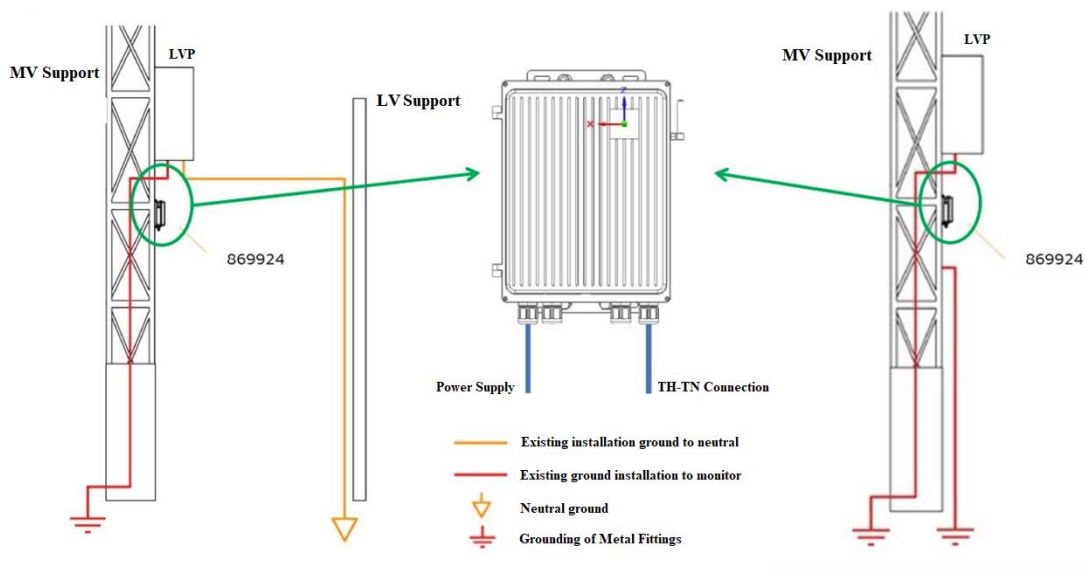 LVP
MV Support
LV Support
869924
Z
X
Power Supply
TH-TN Connection
LVP
MV Support
869924
Existing installation ground to neutral
Existing ground installation to monitor
Neutral ground
Grounding of Metal Fittings